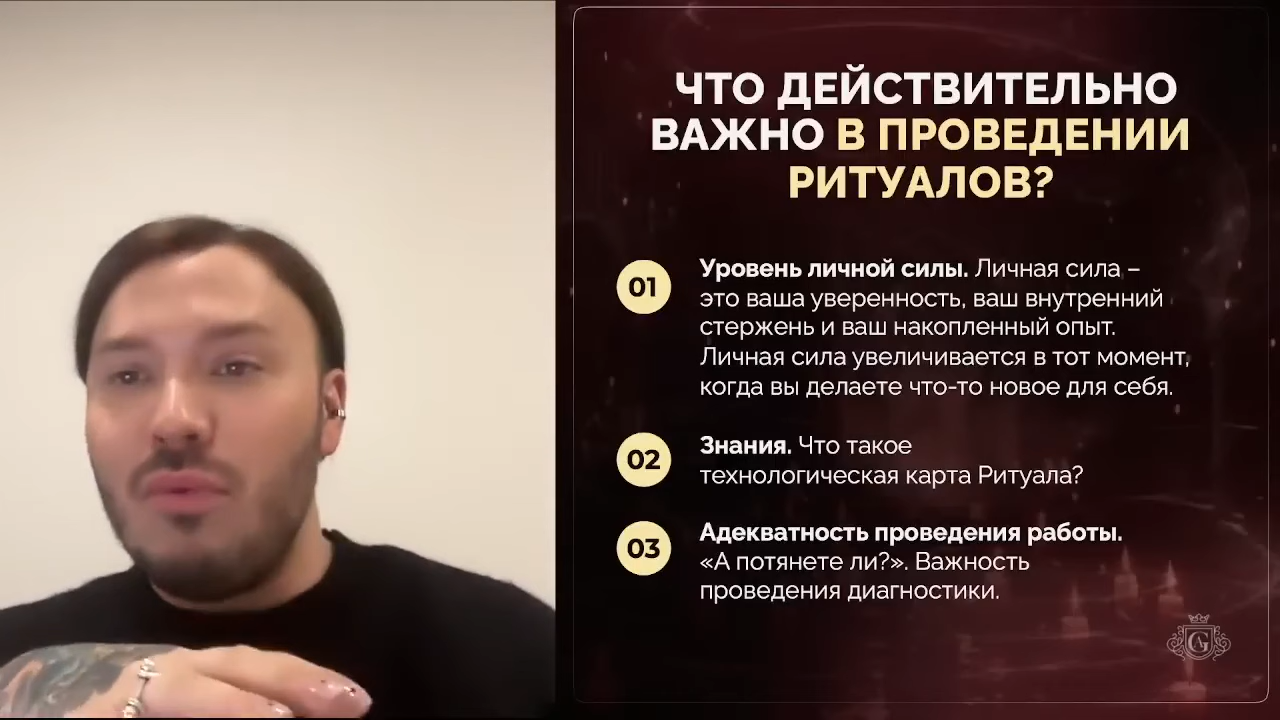 ЧТО ДЕЙСТВИТЕЛЬНО
ВАЖНО В ПРОВЕДЕНИИ
РИТУАЛОВ?
01
Уровень личной силы. Личная сила –
это ваша уверенность, ваш внутренний
стержень и ваш накопленный опыт.
Личная сила увеличивается в тот момент,
когда вы делаете что-то новое для себя.
02
Знания. Что такое
технологическая карта Ритуала?
03
Адекватность проведения работы.
«А потянете ли?». Важность
проведения диагностики.